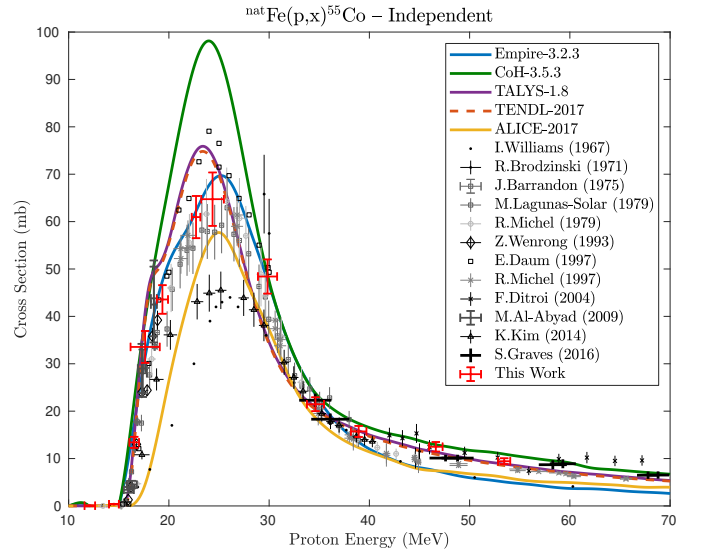 ⁿᵃᵗFe(p,x)⁵⁵Co – Independent
100
90
80
70
60
50
40
30
20
10
0
Cross Section (mb)
Empire-3.2.3
CoH-3.5.3
TALYS-1.8
TENDL-2017
ALICE-2017
I.Williams (1967)
R.Brodzinski (1971)
J.Barrandon (1975)
M.Lagunas-Solar (1979)
R.Michel (1979)
Z.Wenrong (1993)
E.Daum (1997)
R.Michel (1997)
F.Ditroi (2004)
M.Al-Abyad (2009)
K.Kim (2014)
S.Graves (2016)
This Work
10 20 30 40 50 60 70
Proton Energy (MeV)